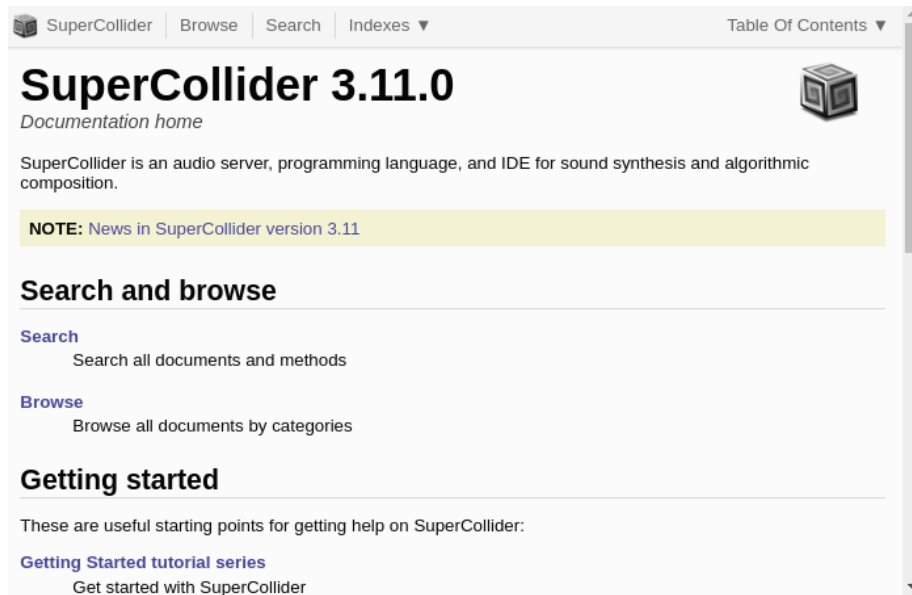 SuperCollider Browse Search Indexes ▼ Table Of Contents ▼
SuperCollider 3.11.0
Documentation home
SuperCollider is an audio server, programming language, and IDE for sound synthesis and algorithmic
composition.
NOTE: News in SuperCollider version 3.11
Search and browse
Search
Search all documents and methods
Browse
Browse all documents by categories
Getting started
These are useful starting points for getting help on SuperCollider:
Getting Started tutorial series
Get started with SuperCollider